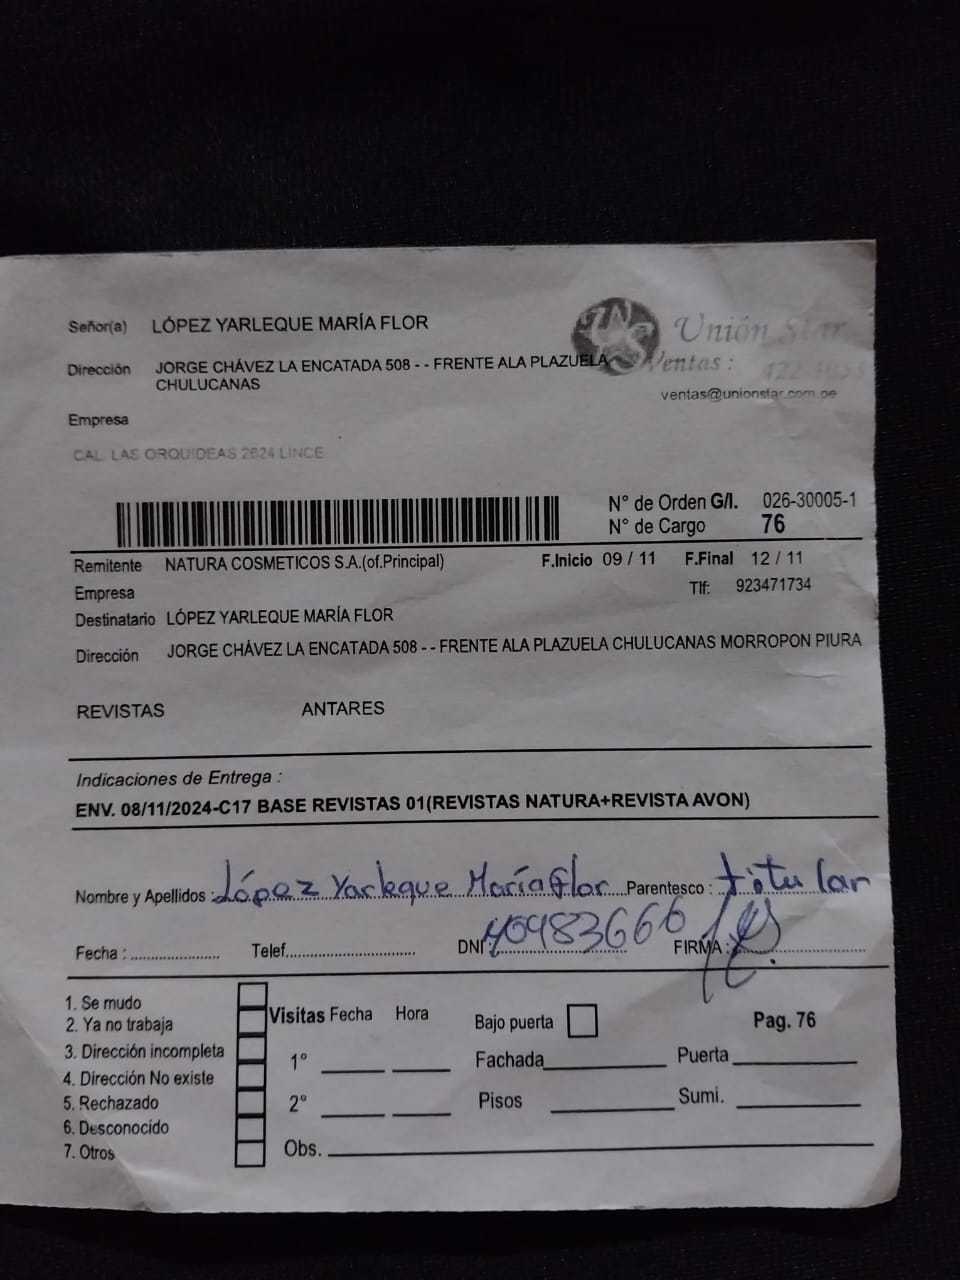 Señor(a) LÓPEZ YARLEQUE MARÍA FLOR
Unión Star
Dirección JORGE CHÁVEZ LA ENCATADA 508 - - FRENTE ALA PLAZUELA
CHULUCANAS
Ventas :
ventas@unionstar.com.pe
Empresa
CAL. LAS ORQUIDEAS 2624 LINCE
N° de Orden G/I. 026-30005-1
N° de Cargo 76
Remitente NATURA COSMETICOS S.A.(of.Principal) F.Inicio 09 / 11 F.Final 12 / 11
Empresa Tlf: 923471734
Destinatario LÓPEZ YARLEQUE MARÍA FLOR
Dirección JORGE CHÁVEZ LA ENCATADA 508 - - FRENTE ALA PLAZUELA CHULUCANAS MORROPON PIURA
REVISTAS ANTARES
Indicaciones de Entrega :
ENV. 08/11/2024-C17 BASE REVISTAS 01(REVISTAS NATURA+REVISTA AVON)
Nombre y Apellidos : López Yarleque María Flor Parentesco : titular
Fecha : Telef. DNI 40983666 FIRMA :
1. Se mudo
2. Ya no trabaja
3. Dirección incompleta
4. Dirección No existe
5. Rechazado
6. Desconocido
7. Otros
Visitas Fecha Hora
1°
2°
Obs.
Bajo puerta Pag. 76
Fachada Puerta
Pisos Sumi.